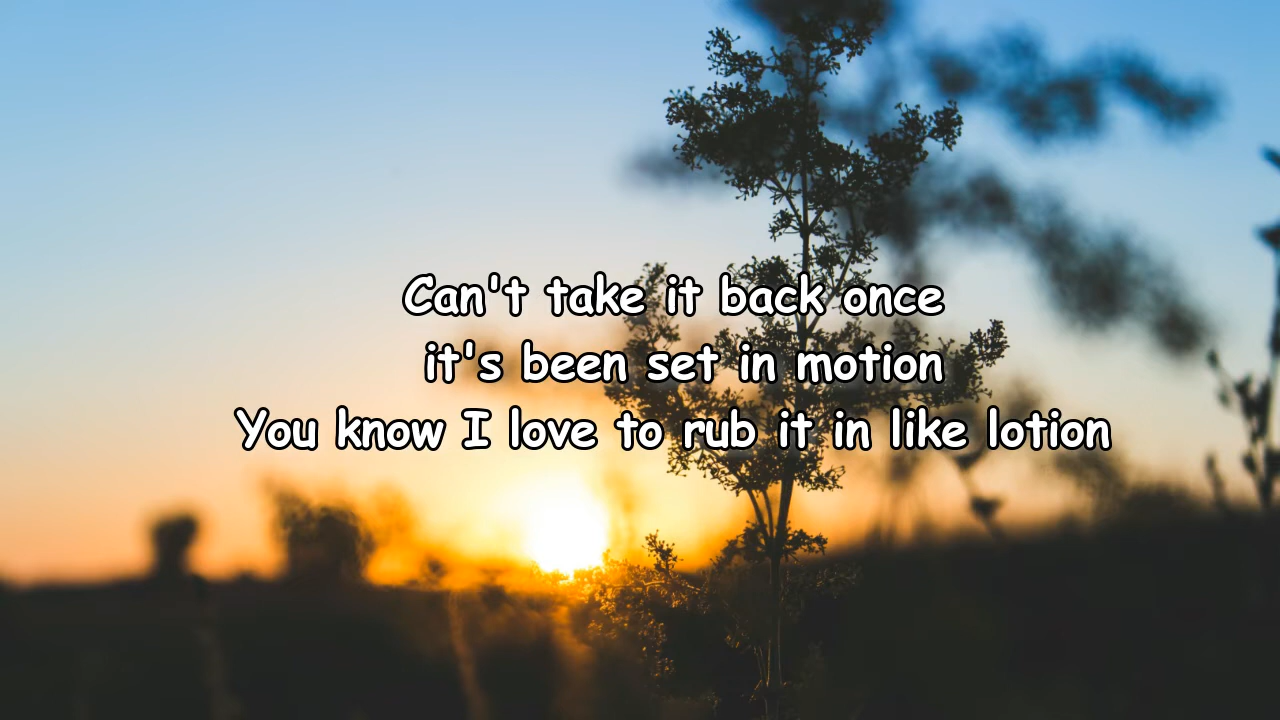 Can't take it back once
it's been set in motion
You know I love to rub it in like lotion